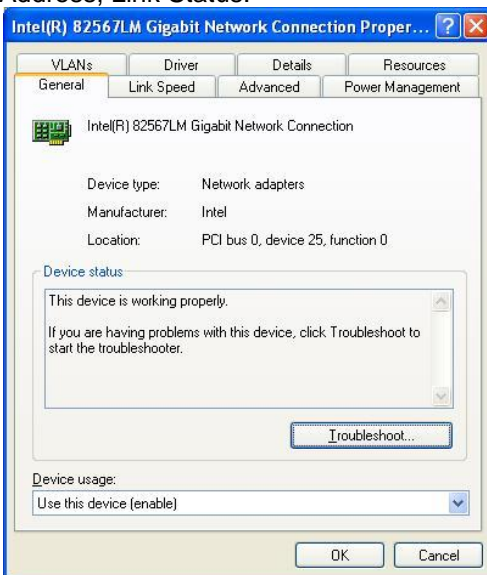 Address, Link Status.
Intel(R) 82567LM Gigabit Network Connection Proper... 
VLANs Driver Details Resources
General Link Speed Advanced Power Management
Intel(R) 82567LM Gigabit Network Connection
Device type: Network adapters
Manufacturer: Intel
Location: PCI bus 0, device 25, function 0
Device status
This device is working properly.
If you are having problems with this device, click Troubleshoot to
start the troubleshooter.
Troubleshoot...
Device usage:
Use this device (enable)
OK Cancel